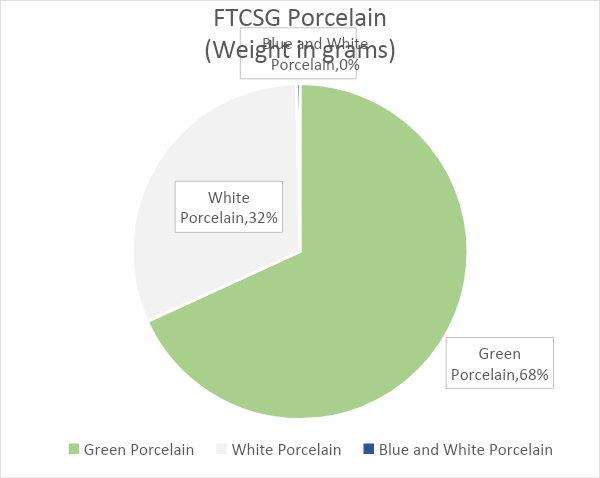 FTCSG Porcelain
(Weight in grams)
Blue and White
Porcelain,0%
White
Porcelain,32%
Green
Porcelain,68%
Green Porcelain
White Porcelain
Blue and White Porcelain